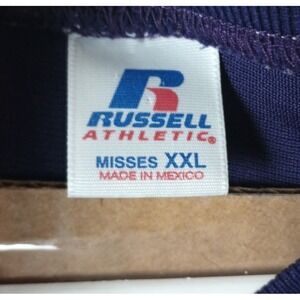 R
RUSSELL
ATHLETIC®
MISSES XXL
MADE IN MEXICO